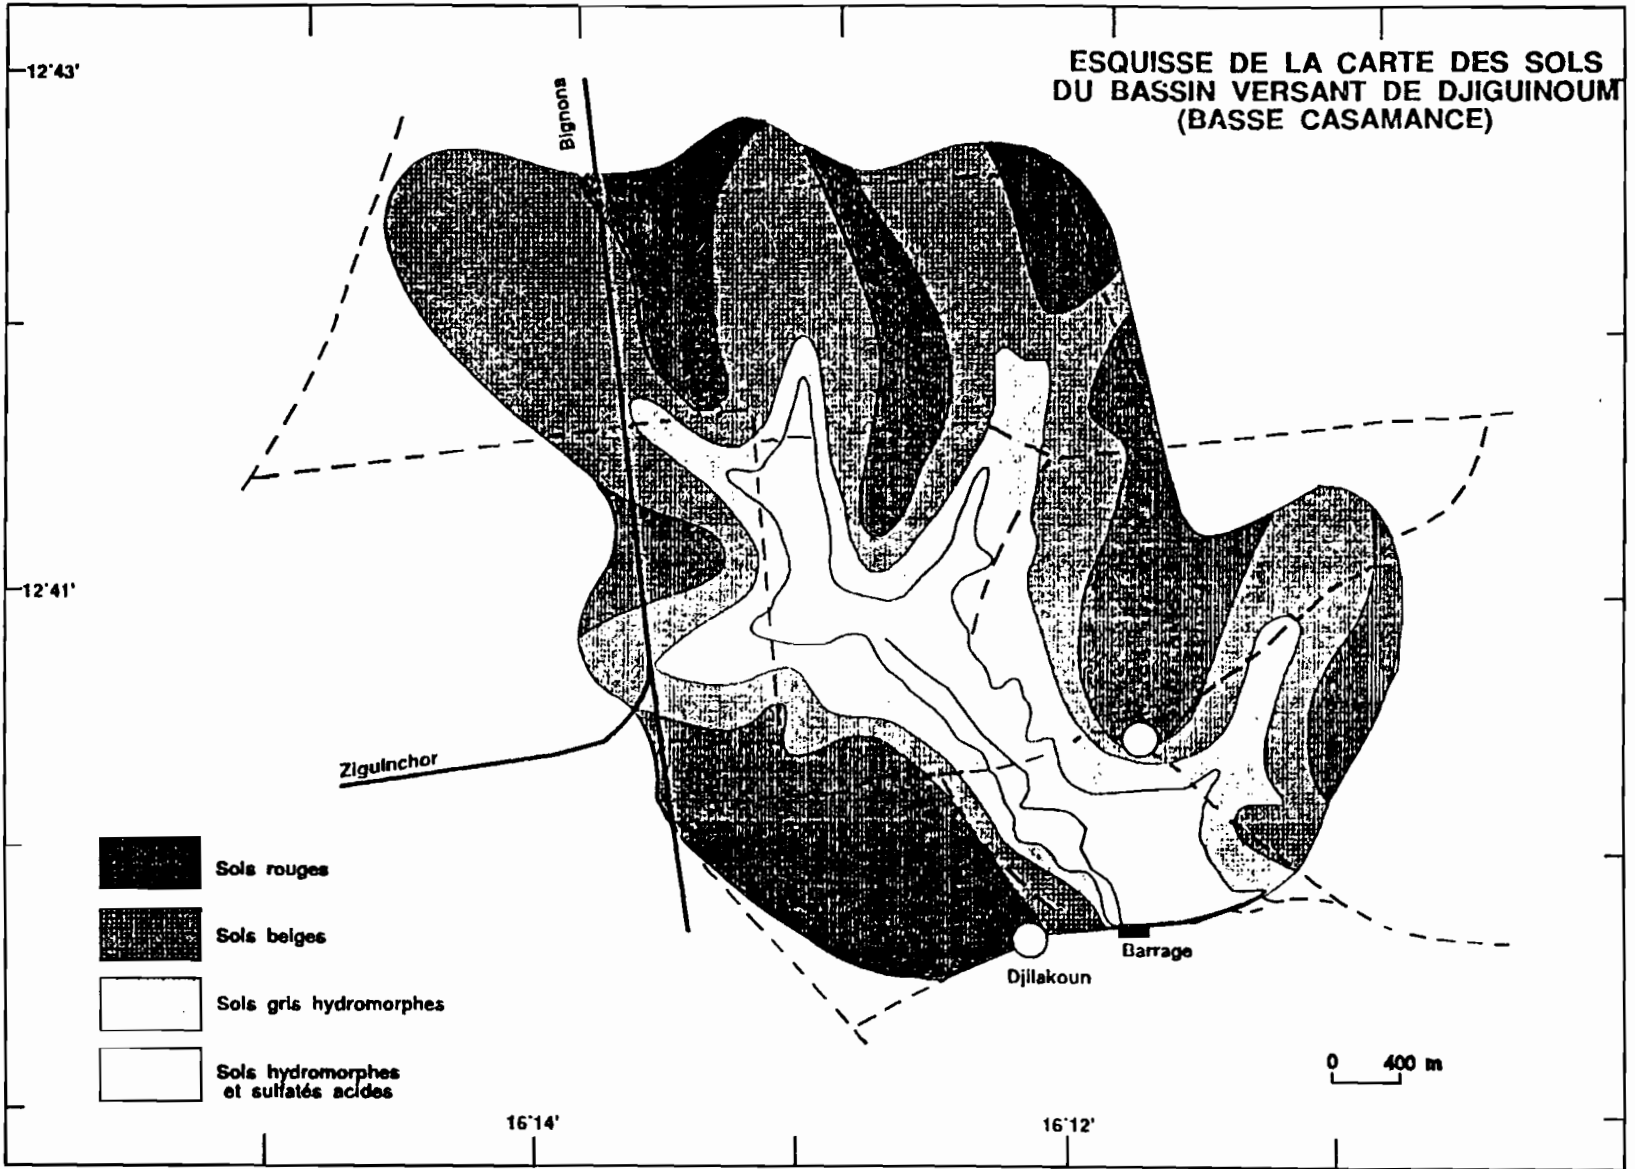 ESQUISSE DE LA CARTE DES SOLS
DU BASSIN VERSANT DE DJIGUINOUM
(BASSE CASAMANCE)
12°43'
Bignona
12°41'
Ziguinchor
Sols rouges
Sols beiges
Sols gris hydromorphes
Sols hydromorphes
et sulfatés acides
Djilakoun
Barrage
0 400 m
16°14'
16°12'